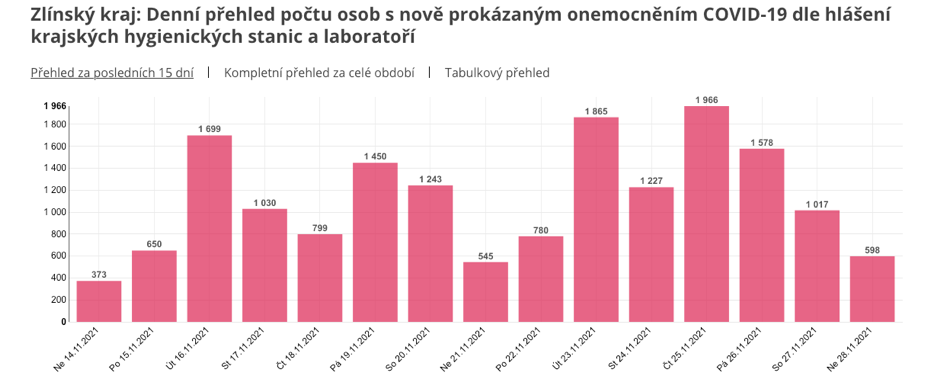 Zlínský kraj: Denní přehled počtu osob s nově prokázaným onemocněním COVID-19 dle hlášení
krajských hygienických stanic a laboratoří
Přehled za posledních 15 dní | Kompletní přehled za celé období | Tabulkový přehled
1 966
1 800
1 600
1 400
1 200
1 000
800
600
400
200
0
373
650
1 699
1 030
799
1 450
1 243
545
780
1 865
1 227
1 966
1 578
1 017
598
Ne 14.11.2021
Po 15.11.2021
Út 16.11.2021
St 17.11.2021
Čt 18.11.2021
Pá 19.11.2021
So 20.11.2021
Ne 21.11.2021
Po 22.11.2021
Út 23.11.2021
St 24.11.2021
Čt 25.11.2021
Pá 26.11.2021
So 27.11.2021
Ne 28.11.2021